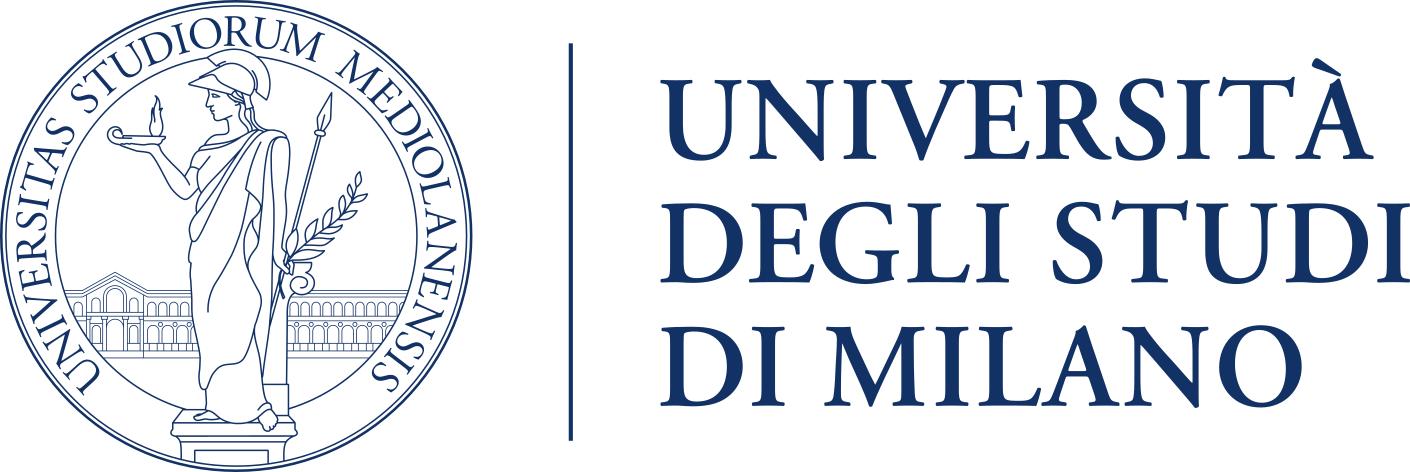 UNIVERSITAS STUDIORUM MEDIOLANENSIS
UNIVERSITÀ
DEGLI STUDI
DI MILANO